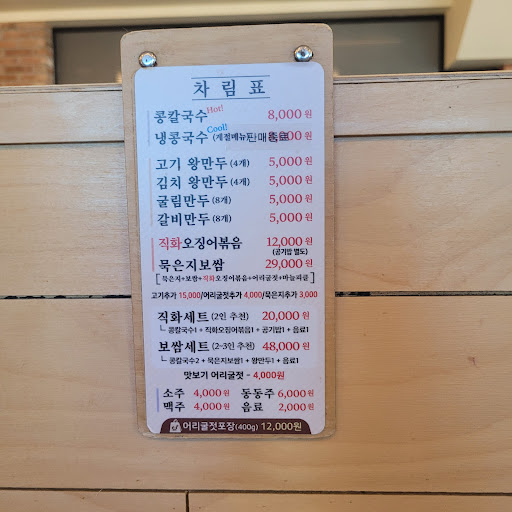 차림표
콩칼국수 Hot! 8,000원
냉콩국수 Cool! (계절메뉴) 판매종료 000원
고기 왕만두 (4개) 5,000원
김치 왕만두 (4개) 5,000원
굴림만두 (8개) 5,000원
갈비만두 (8개) 5,000원
직화오징어볶음 12,000원
(공기밥 별도)
묵은지보쌈 29,000원
[묵은지+보쌈+직화오징어볶음+어리굴젓+마늘피클]
고기추가 15,000/어리굴젓추가 4,000/묵은지추가 3,000
직화세트 (2인 추천) 20,000원
└ 콩칼국수1 + 직화오징어볶음1 + 공기밥1 + 음료1
보쌈세트 (2-3인 추천) 48,000원
└ 콩칼국수2 + 묵은지보쌈1 + 왕만두1 + 음료1
맛보기 어리굴젓 - 4,000원
소주 4,000원 동동주 6,000원
맥주 4,000원 음료 2,000원
어리굴젓포장(400g) 12,000원